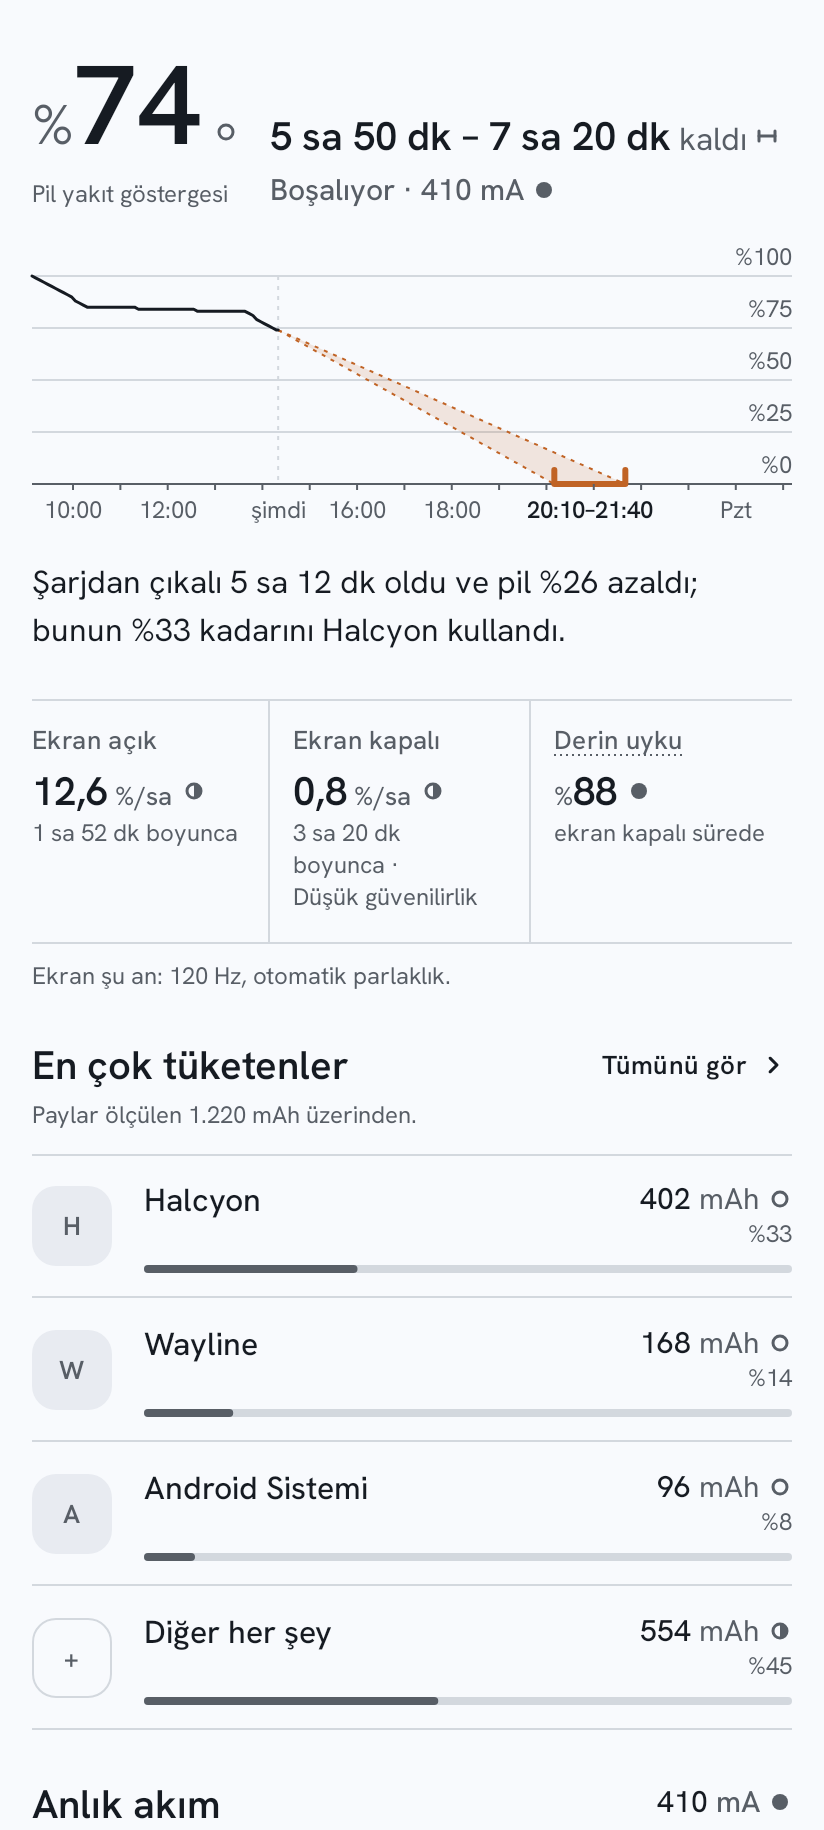 %74
5 sa 50 dk – 7 sa 20 dk kaldı
Pil yakıt göstergesi
Boşalıyor · 410 mA
%100
%75
%50
%25
%0
10:00 12:00 şimdi 16:00 18:00 20:10–21:40 Pzt
Şarjdan çıkalı 5 sa 12 dk oldu ve pil %26 azaldı;
bunun %33 kadarını Halcyon kullandı.
Ekran açık
12,6 %/sa
1 sa 52 dk boyunca
Ekran kapalı
0,8 %/sa
3 sa 20 dk
boyunca ·
Düşük güvenilirlik
Derin uyku
%88
ekran kapalı sürede
Ekran şu an: 120 Hz, otomatik parlaklık.
En çok tüketenler
Tümünü gör
Paylar ölçülen 1.220 mAh üzerinden.
H
Halcyon
402 mAh
%33
W
Wayline
168 mAh
%14
A
Android Sistemi
96 mAh
%8
+
Diğer her şey
554 mAh
%45
Anlık akım
410 mA